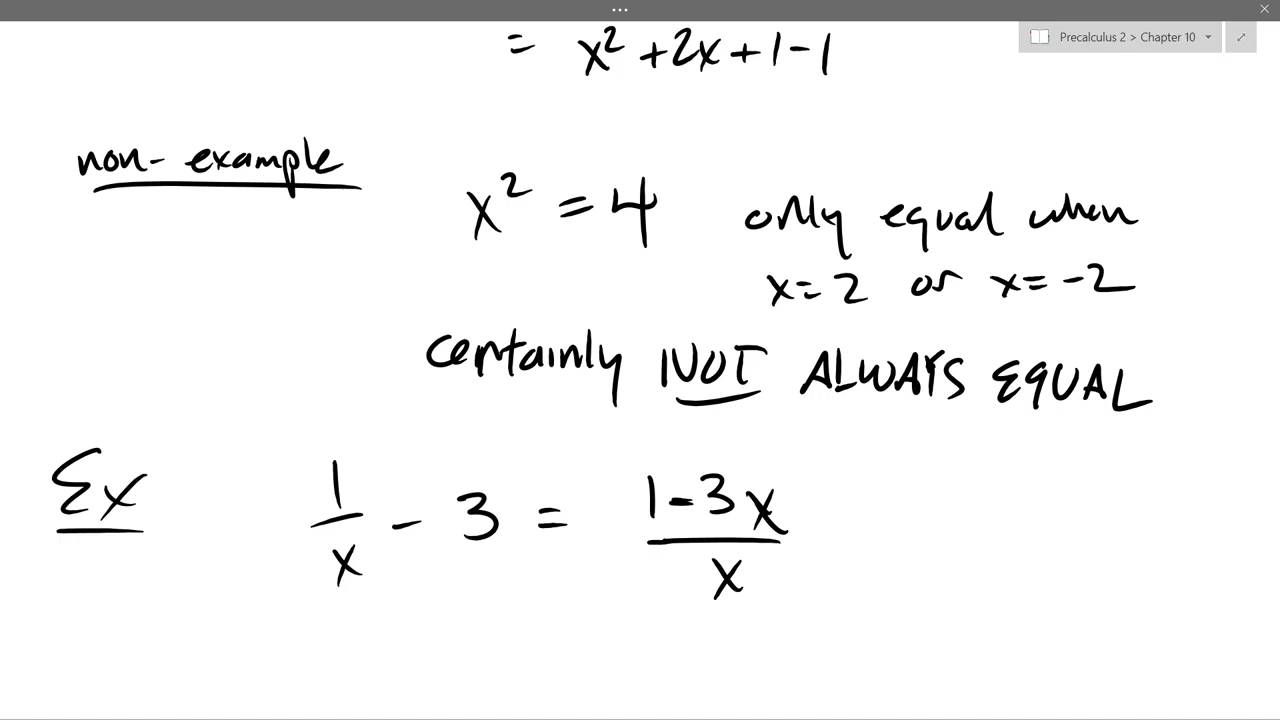 Precalculus 2 > Chapter 10
= x² + 2x + 1 - 1
non-example
x² = 4 only equal when
x = 2 or x = -2
certainly NOT ALWAYS EQUAL
Ex 1/x - 3 = (1-3x)/x